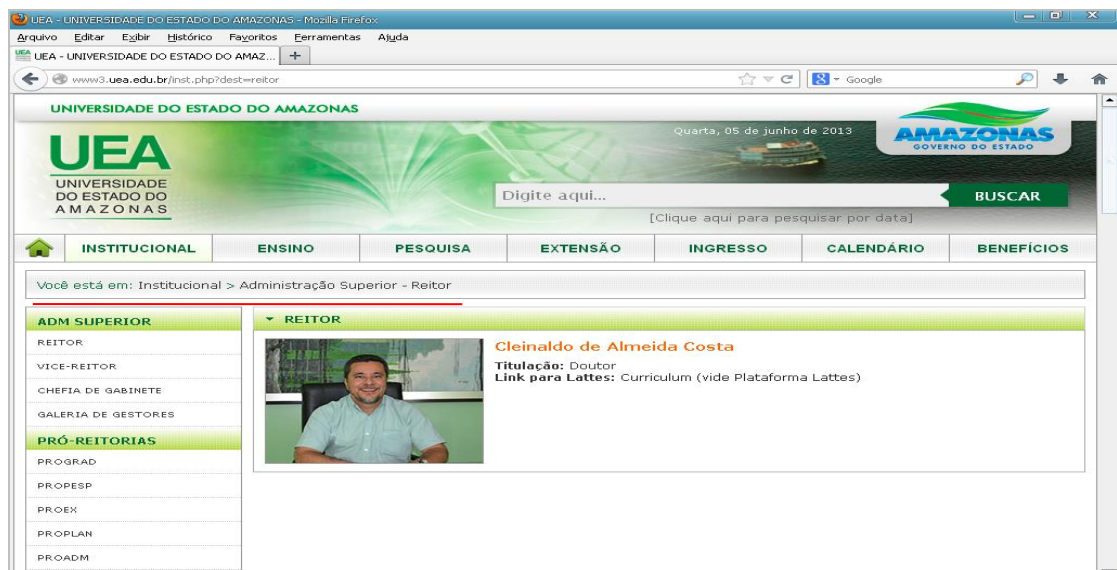 UEA - UNIVERSIDADE DO ESTADO DO AMAZONAS - Mozilla Firefox
Arquivo Editar Exibir Histórico Favoritos Ferramentas Ajuda
UEA - UNIVERSIDADE DO ESTADO DO AMAZ... +
www3.uea.edu.br/inst.php?dest=reitor
Google
UNIVERSIDADE DO ESTADO DO AMAZONAS
Quarta, 05 de junho de 2013
AMAZONAS
GOVERNO DO ESTADO
UEA
UNIVERSIDADE
DO ESTADO DO
AMAZONAS
Digite aqui...
BUSCAR
[Clique aqui para pesquisar por data]
INSTITUCIONAL ENSINO PESQUISA EXTENSÃO INGRESSO CALENDÁRIO BENEFÍCIOS
Você está em: Institucional > Administração Superior - Reitor
ADM SUPERIOR
REITOR
VICE-REITOR
CHEFIA DE GABINETE
GALERIA DE GESTORES
PRÓ-REITORIAS
PROGRAD
PROPESP
PROEX
PROPLAN
PROADM
REITOR
Cleinaldo de Almeida Costa
Titulação: Doutor
Link para Lattes: Curriculum (vide Plataforma Lattes)